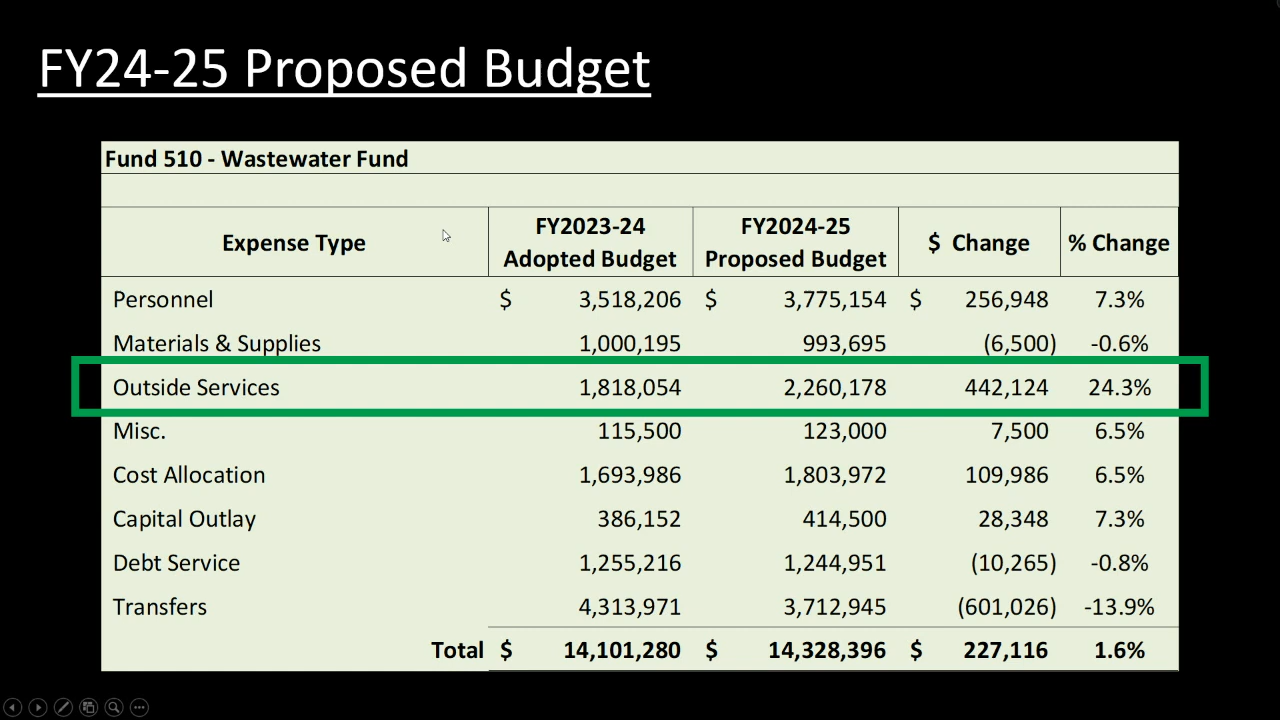 FY24-25 Proposed Budget
Fund 510 - Wastewater Fund
Expense Type FY2023-24 Adopted Budget FY2024-25 Proposed Budget $ Change % Change
Personnel $ 3,518,206 $ 3,775,154 $ 256,948 7.3%
Materials & Supplies 1,000,195 993,695 (6,500) -0.6%
Outside Services 1,818,054 2,260,178 442,124 24.3%
Misc. 115,500 123,000 7,500 6.5%
Cost Allocation 1,693,986 1,803,972 109,986 6.5%
Capital Outlay 386,152 414,500 28,348 7.3%
Debt Service 1,255,216 1,244,951 (10,265) -0.8%
Transfers 4,313,971 3,712,945 (601,026) -13.9%
Total $ 14,101,280 $ 14,328,396 $ 227,116 1.6%